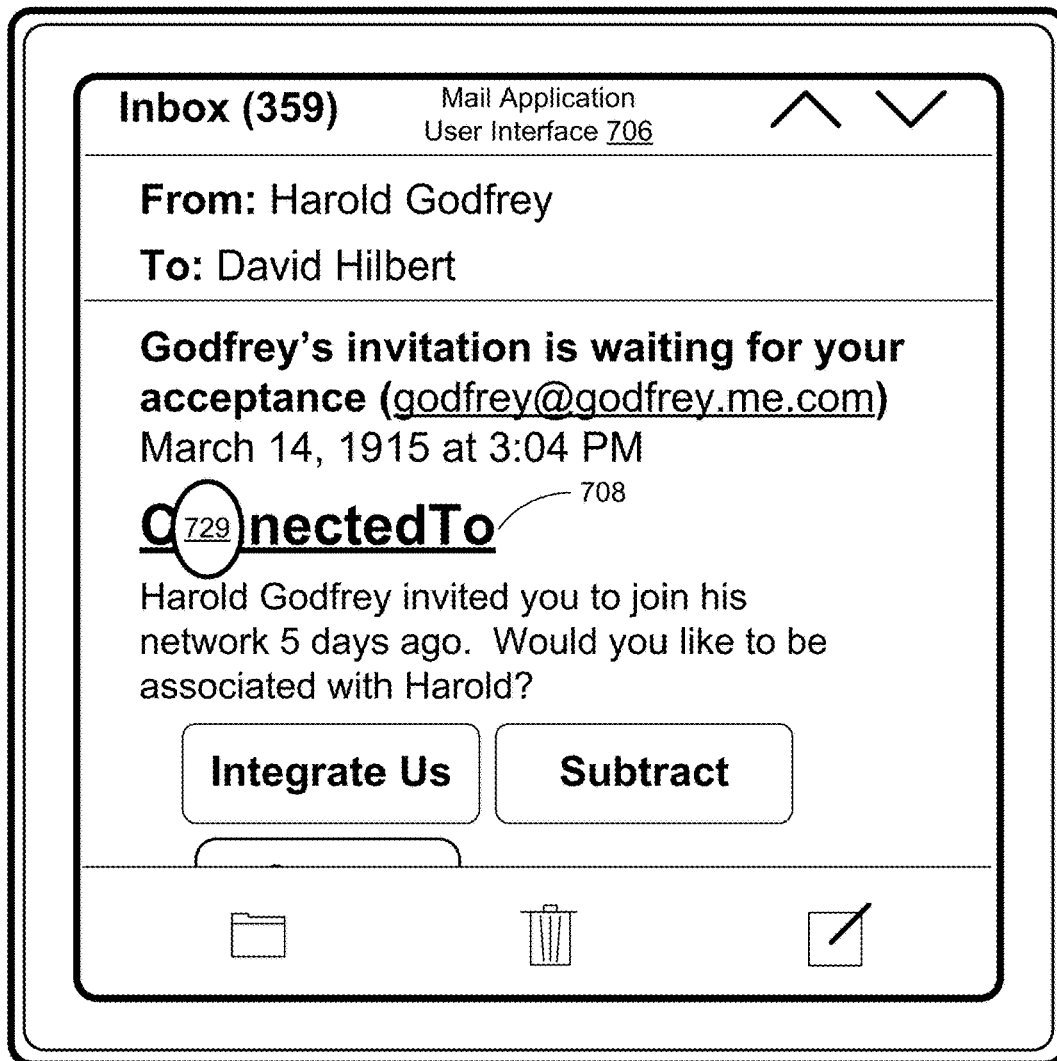 Inbox (359)
Mail Application
User Interface 706
From: Harold Godfrey
To: David Hilbert
Godfrey's invitation is waiting for your
acceptance (godfrey@godfrey.me.com)
March 14, 1915 at 3:04 PM
C 729 nectedTo
708
Harold Godfrey invited you to join his
network 5 days ago.  Would you like to be
associated with Harold?
Integrate Us
Subtract